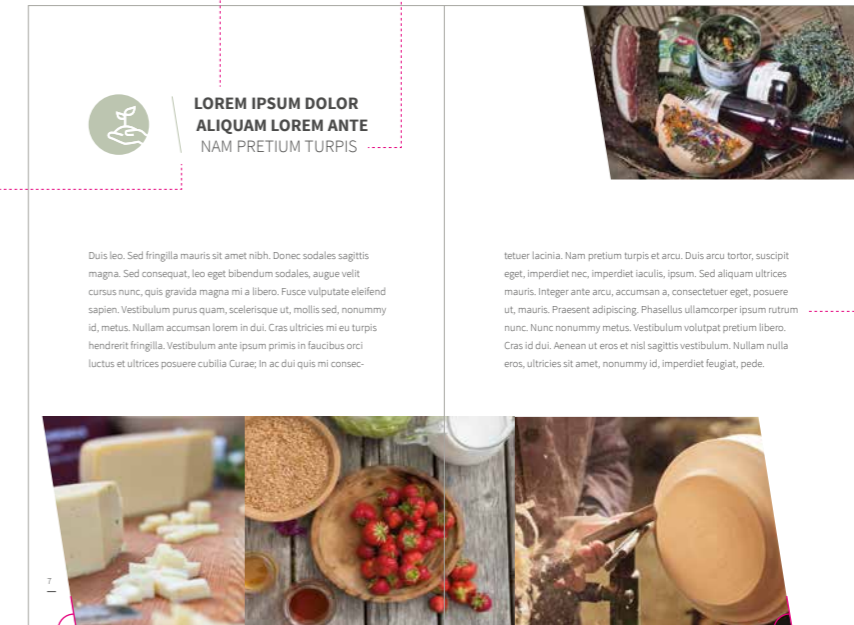 LOREM IPSUM DOLOR
ALIQUAM LOREM ANTE
NAM PRETIUM TURPIS
Duis leo. Sed fringilla mauris sit amet nibh. Donec sodales sagittis
magna. Sed consequat, leo eget bibendum sodales, augue velit
cursus nunc, quis gravida magna mi a libero. Fusce vulputate eleifend
sapien. Vestibulum purus quam, scelerisque ut, mollis sed, nonummy
id, metus. Nullam accumsan lorem in dui. Cras ultricies mi eu turpis
hendrerit fringilla. Vestibulum ante ipsum primis in faucibus orci
luctus et ultrices posuere cubilia Curae; In ac dui quis mi consec-
tetuer lacinia. Nam pretium turpis et arcu. Duis arcu tortor, suscipit
eget, imperdiet nec, imperdiet iaculis, ipsum. Sed aliquam ultrices
mauris. Integer ante arcu, accumsan a, consectetuer eget, posuere
ut, mauris. Praesent adipiscing. Phasellus ullamcorper ipsum rutrum
nunc. Nunc nonummy metus. Vestibulum volutpat pretium libero.
Cras id dui. Aenean ut eros et nisl sagittis vestibulum. Nullam nulla
eros, ultricies sit amet, nonummy id, imperdiet feugiat, pede.
7